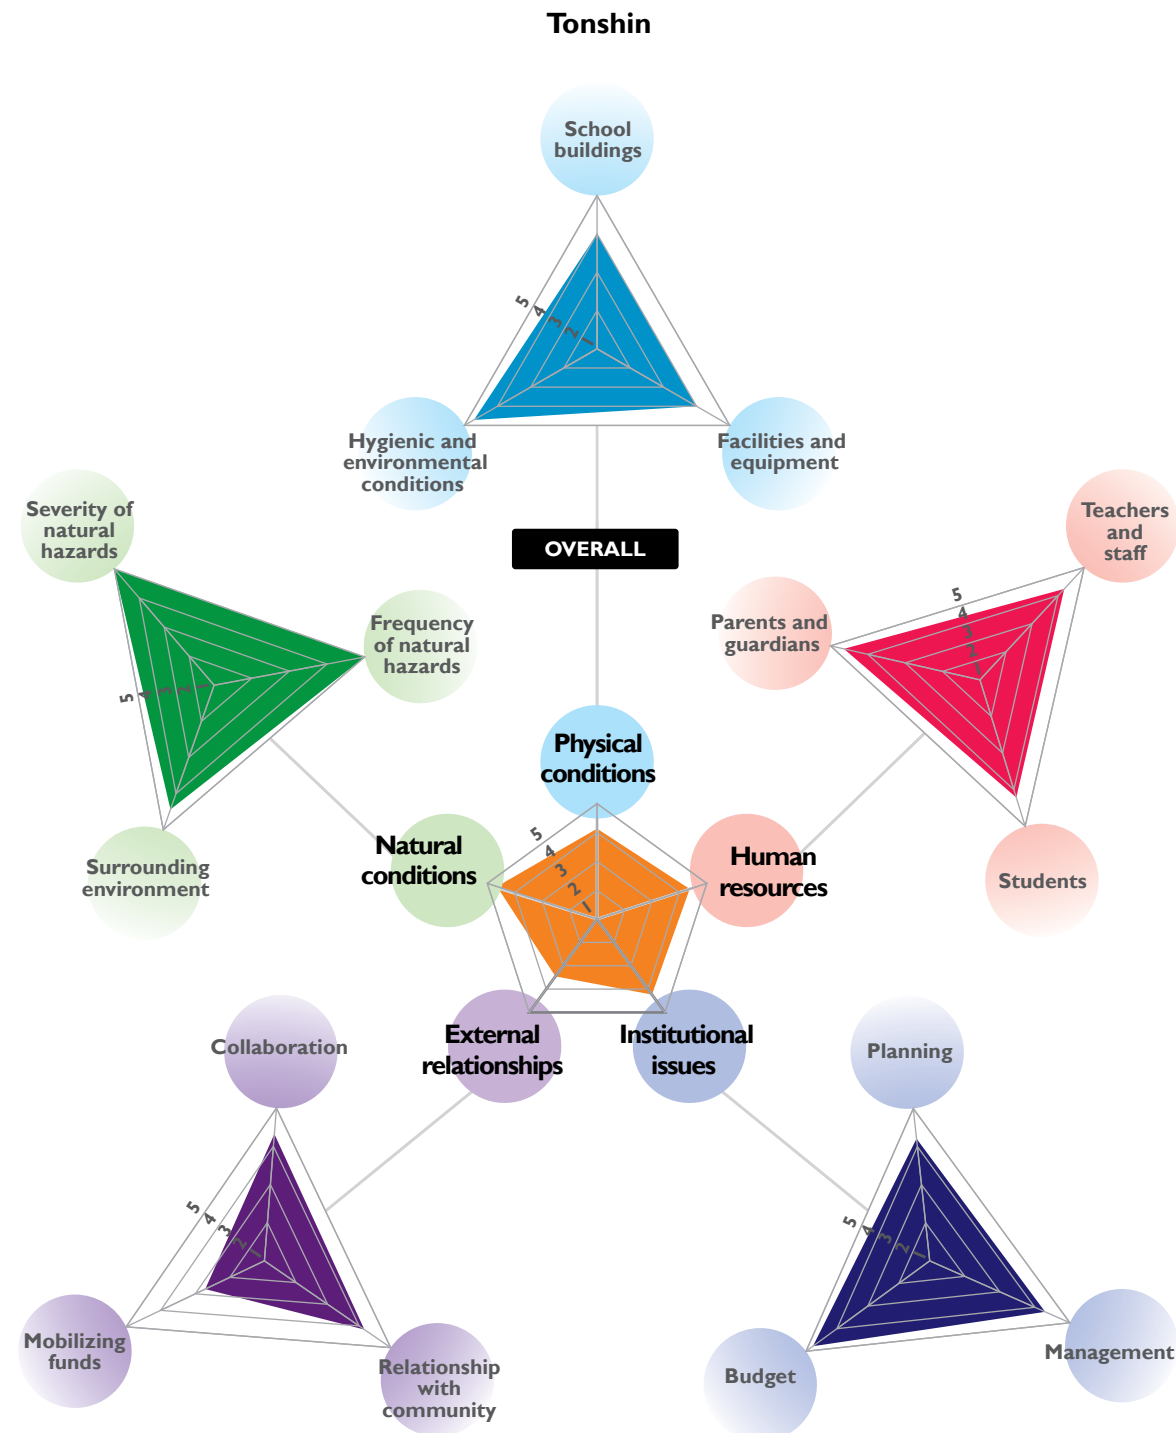 Tonshin
School
buildings
5
4
3
2
1
Hygienic and
environmental
conditions
Facilities and
equipment
OVERALL
Severity of
natural
hazards
Frequency
of natural
hazards
5
4
3
2
1
Surrounding
environment
Teachers
and
staff
Parents and
guardians
5
4
3
2
1
Students
Physical
conditions
Natural
conditions
Human
resources
5
4
3
2
1
External
relationships
Institutional
issues
Collaboration
5
4
3
2
1
Mobilizing
funds
Relationship
with
community
Planning
5
4
3
2
1
Budget
Management